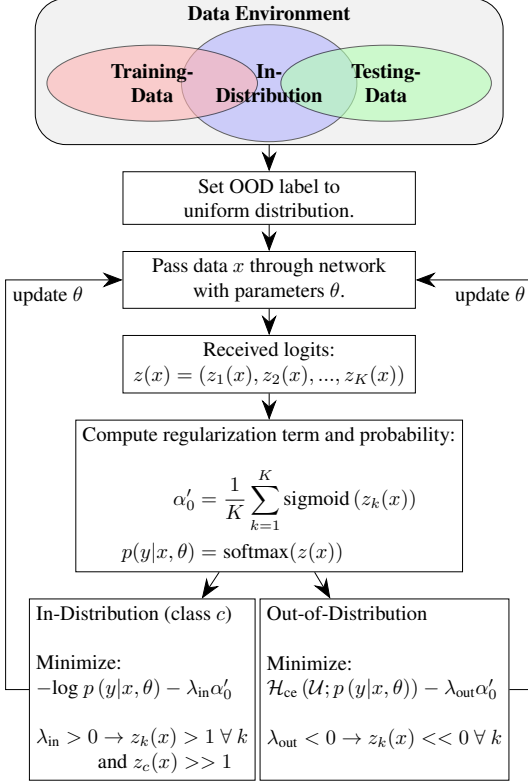 Data Environment
Training-
Data
In-
Distribution
Testing-
Data
Set OOD label to
uniform distribution.
Pass data x through network
with parameters θ.
update θ
update θ
Received logits:
z(x) = (z_1(x), z_2(x), ..., z_K(x))
Compute regularization term and probability:
α′_0 = \frac{1}{K} \sum_{k=1}^{K} sigmoid (z_k(x))
p(y|x, θ) = softmax(z(x))
In-Distribution (class c)
Minimize:
−log p (y|x, θ) − λ_in α′_0
λ_in > 0 → z_k(x) > 1 ∀ k
and z_c(x) >> 1
Out-of-Distribution
Minimize:
ℋ_ce (𝒰; p (y|x, θ)) − λ_out α′_0
λ_out < 0 → z_k(x) << 0 ∀ k